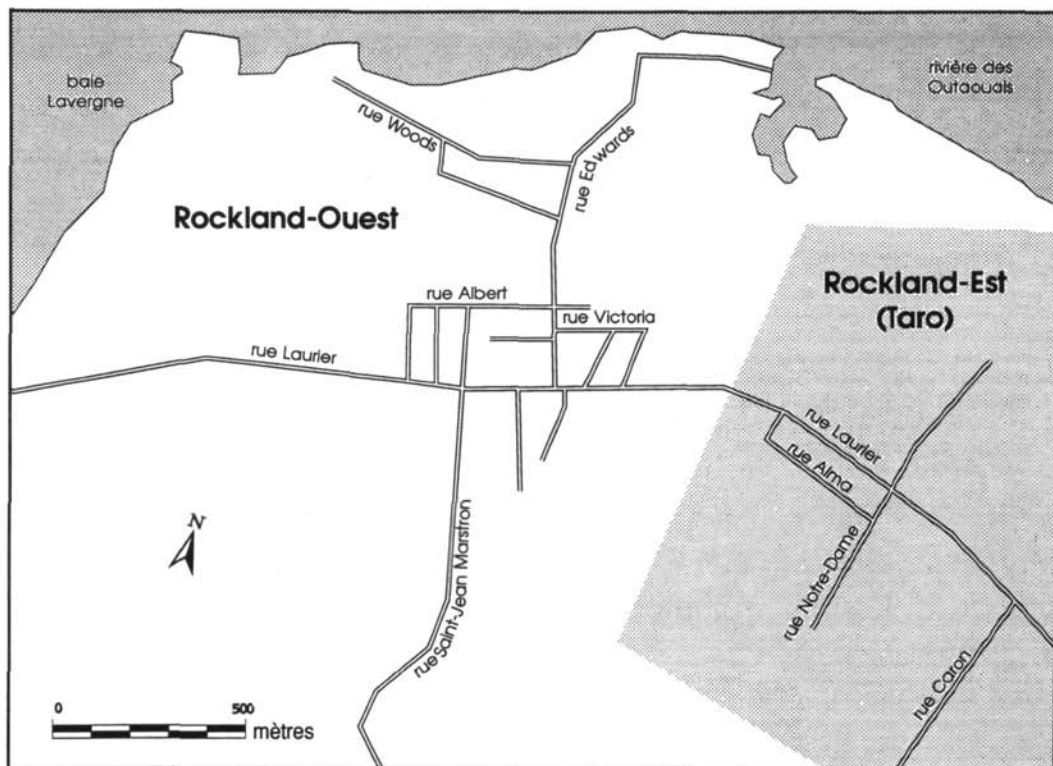 baie
Lavergne
rivière des
Outaouais
rue Woods
rue Edwards
Rockland-Ouest
Rockland-Est
(Taro)
rue Albert
rue Victoria
rue Laurier
rue Laurier
rue Alma
rue Notre-Dame
rue Saint-Jean Marstron
rue Caron
N
0 500
mètres